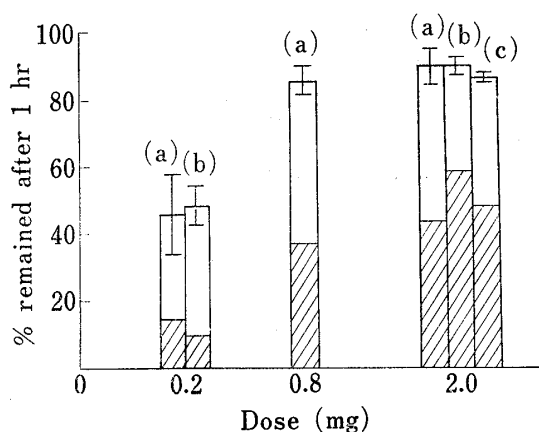 % remained after 1 hr
100
80
60
40
20
0
(a)
(b)
(a)
(a)
(b)
(c)
0.2
0.8
2.0
Dose (mg)